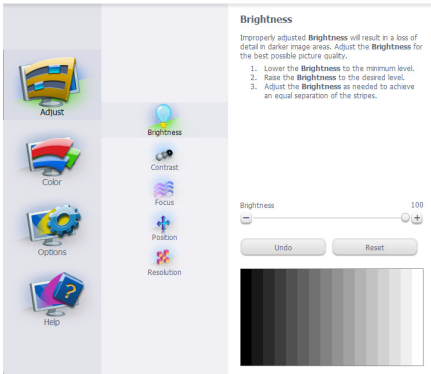 Adjust
Color
Options
Help
Brightness
Contrast
Focus
Position
Resolution
Brightness
Improperly adjusted Brightness will result in a loss of
detail in darker image areas. Adjust the Brightness for
the best possible picture quality.
1. Lower the Brightness to the minimum level.
2. Raise the Brightness to the desired level.
3. Adjust the Brightness as needed to achieve
an equal separation of the stripes.
Brightness 100
Undo Reset